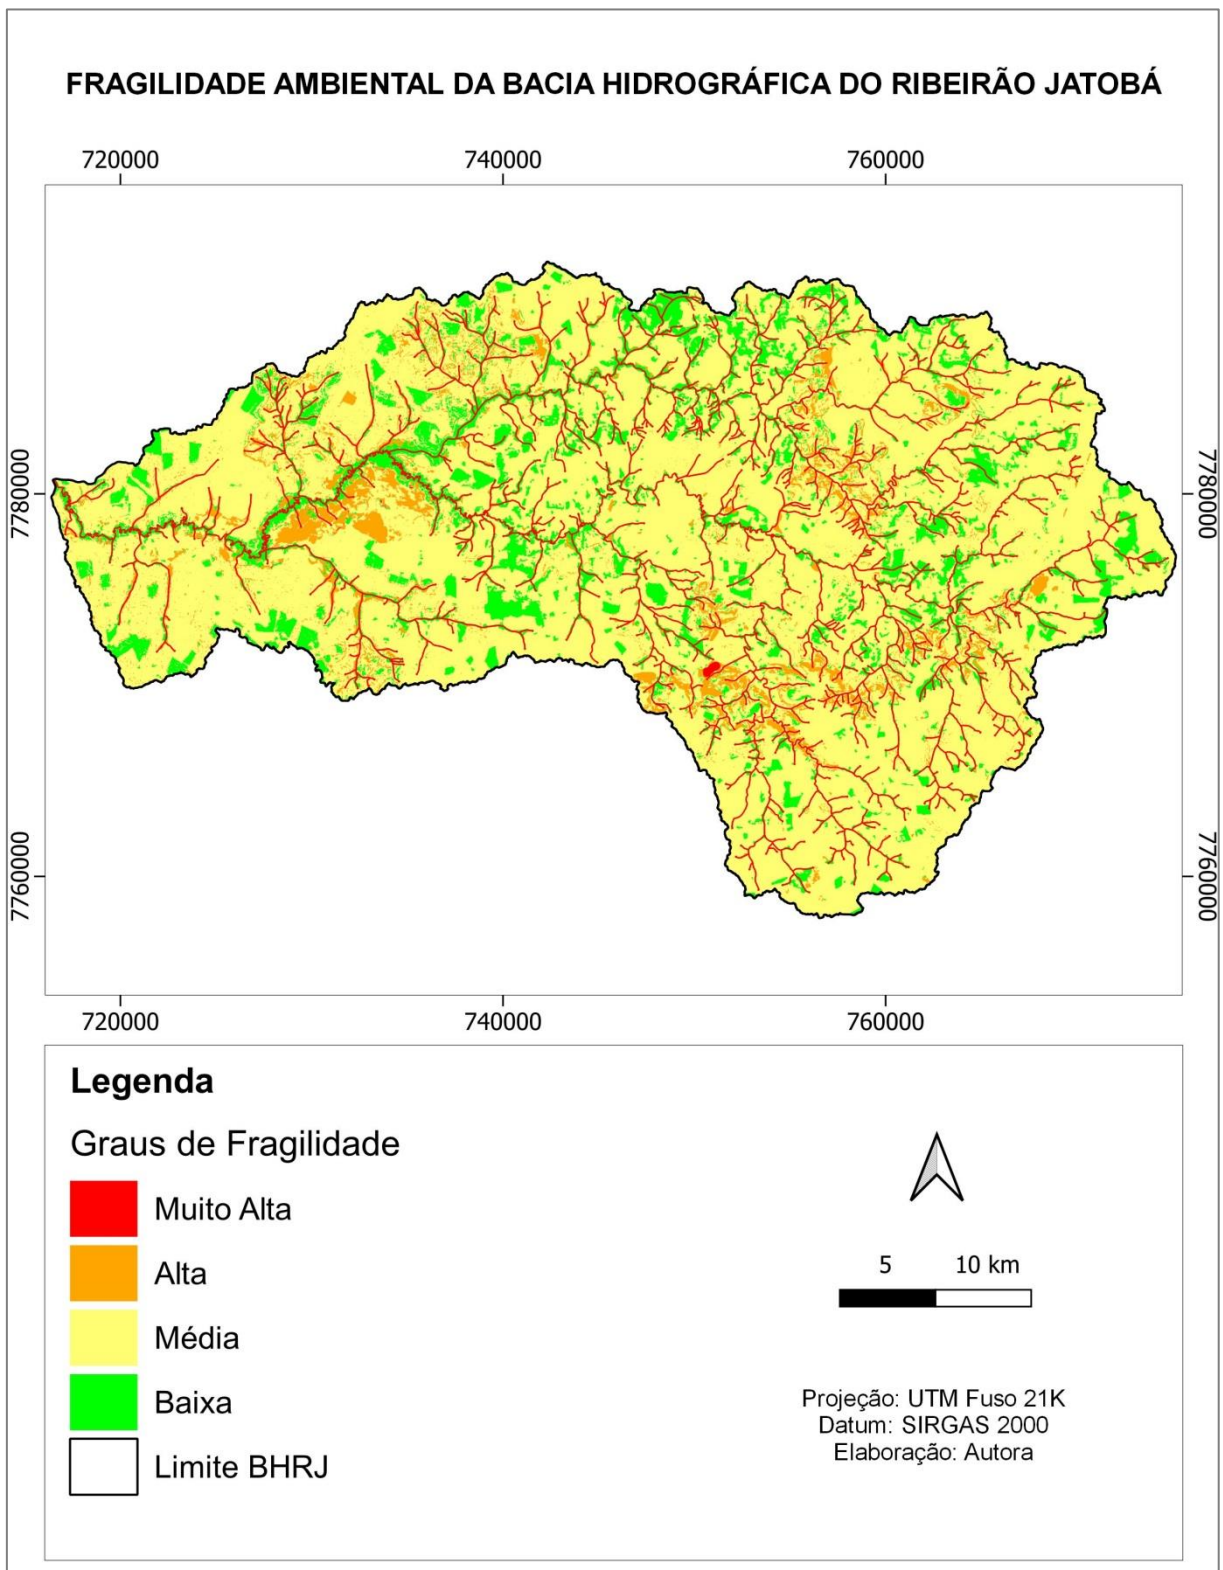 FRAGILIDADE AMBIENTAL DA BACIA HIDROGRÁFICA DO RIBEIRÃO JATOBÁ
720000 740000 760000
7780000 7780000
7760000 7760000
720000 740000 760000
Legenda
Graus de Fragilidade
Muito Alta
Alta
Média
Baixa
Limite BHRJ
5 10 km
Projeção: UTM Fuso 21K
Datum: SIRGAS 2000
Elaboração: Autora